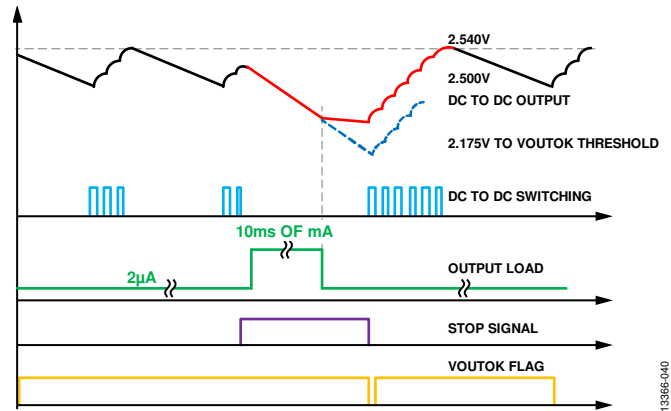 2.540V
2.500V
DC TO DC OUTPUT
2.175V TO VOUTOK THRESHOLD
DC TO DC SWITCHING
10ms OF mA
2µA
OUTPUT LOAD
STOP SIGNAL
VOUTOK FLAG
13366-040